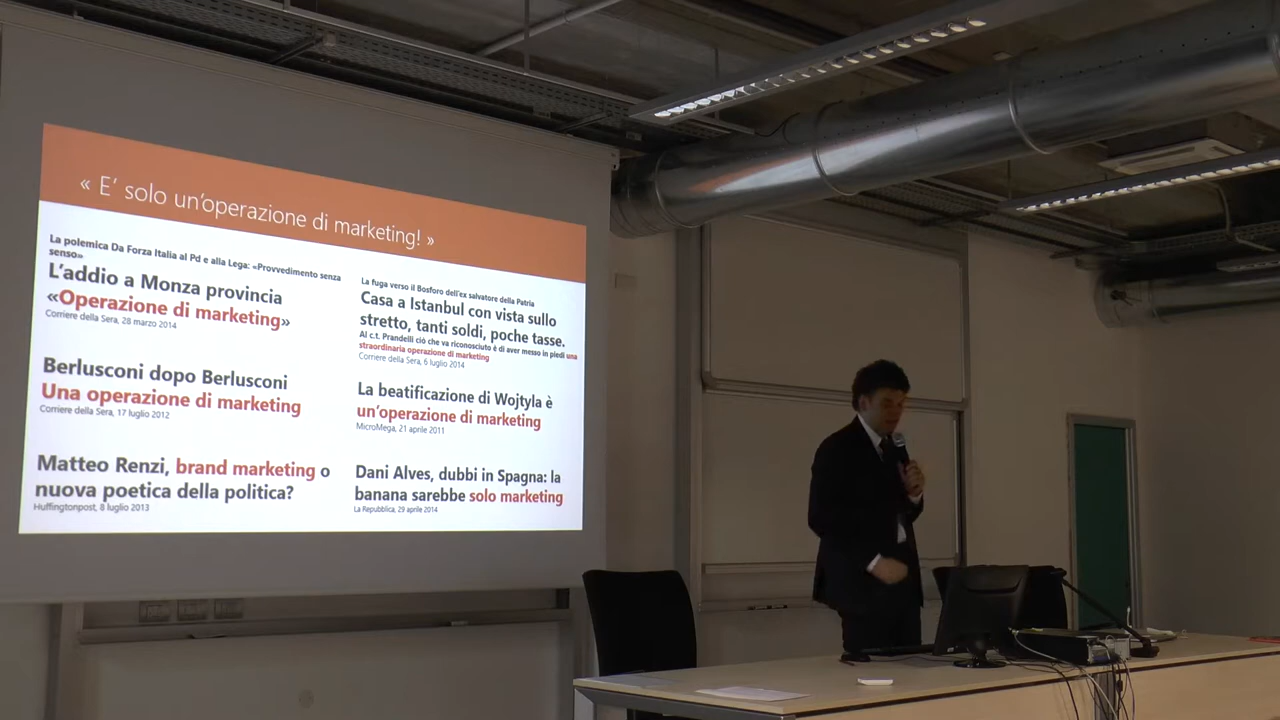 « E’ solo un’operazione di marketing! »
La polemica Da Forza Italia al Pd e alla Lega: «Provvedimento senza
senso»
L’addio a Monza provincia
«Operazione di marketing»
Corriere della Sera, 28 marzo 2014
Berlusconi dopo Berlusconi
Una operazione di marketing
Corriere della Sera, 17 luglio 2012
Matteo Renzi, brand marketing o
nuova poetica della politica?
Huffingtonpost, 8 luglio 2013
La fuga verso il Bosforo dell’ex salvatore della Patria
Casa a Istanbul con vista sullo
stretto, tanti soldi, poche tasse.
Al c.t. Prandelli ciò che va riconosciuto è di aver messo in piedi una
straordinaria operazione di marketing
Corriere della Sera, 6 luglio 2014
La beatificazione di Wojtyla è
un’operazione di marketing
MicroMega, 21 aprile 2011
Dani Alves, dubbi in Spagna: la
banana sarebbe solo marketing
La Repubblica, 29 aprile 2014